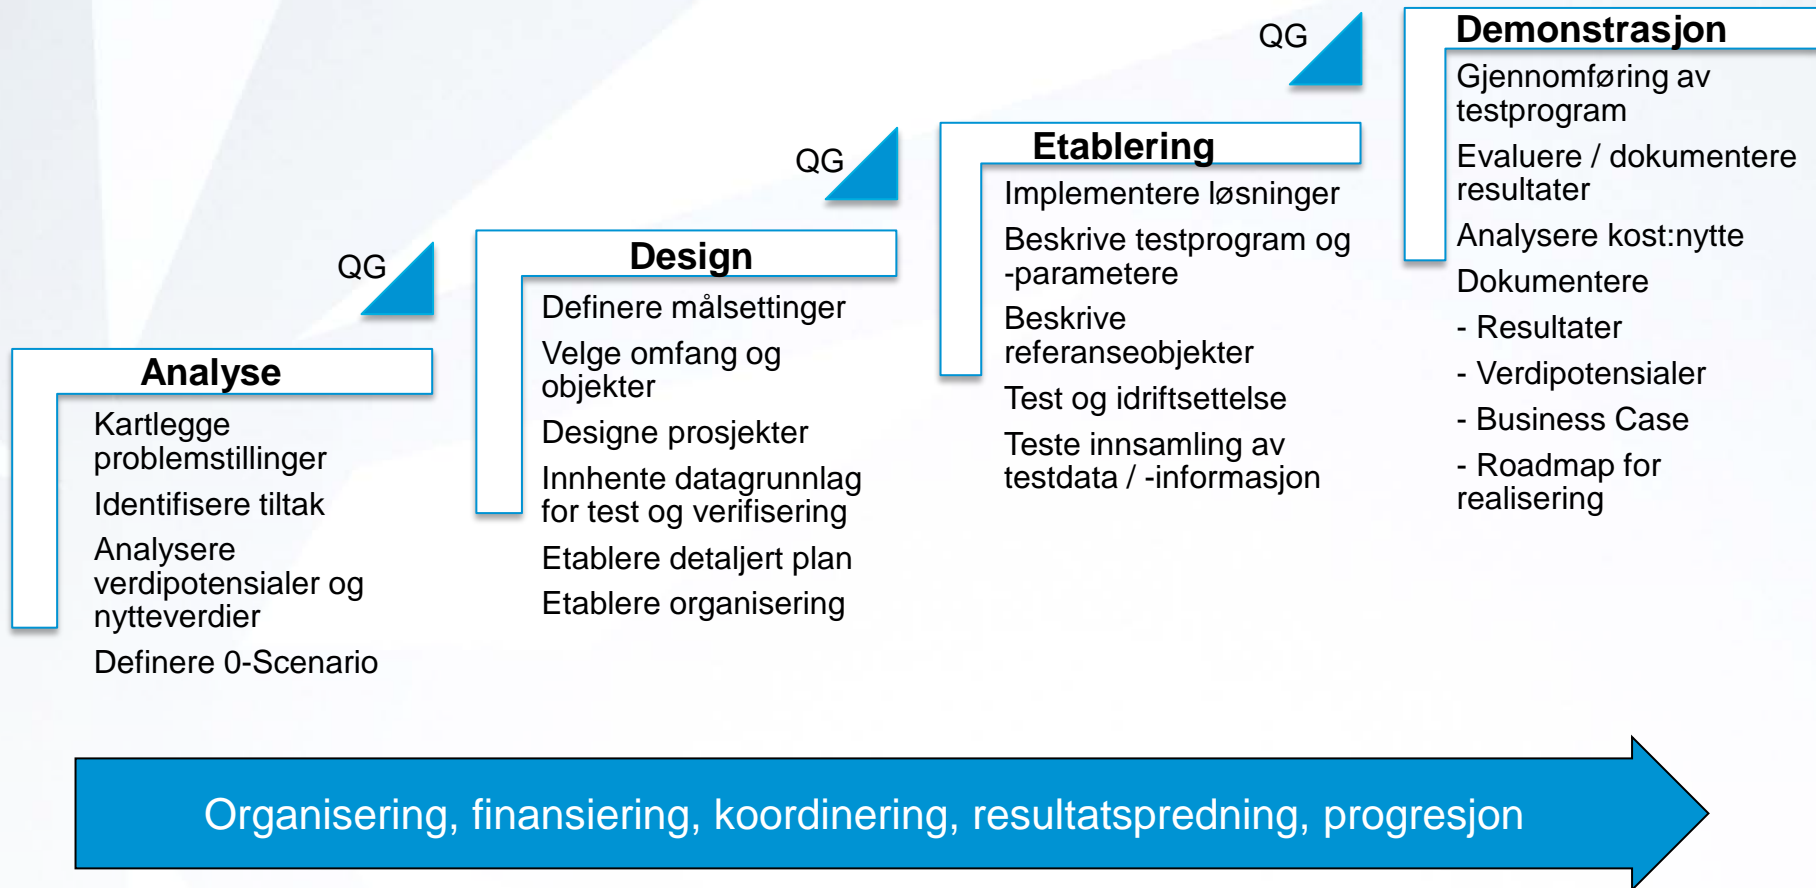 Analyse
Kartlegge
problemstillinger
Identifisere tiltak
Analysere
verdipotensialer og
nytteverdier
Definere 0-Scenario
QG
Design
Definere målsettinger
Velge omfang og
objekter
Designe prosjekter
Innhente datagrunnlag
for test og verifisering
Etablere detaljert plan
Etablere organisering
QG
Etablering
Implementere løsninger
Beskrive testprogram og
-parametere
Beskrive
referanseobjekter
Test og idriftsettelse
Teste innsamling av
testdata / -informasjon
QG
Demonstrasjon
Gjennomføring av
testprogram
Evaluere / dokumentere
resultater
Analysere kost:nytte
Dokumentere
- Resultater
- Verdipotensialer
- Business Case
- Roadmap for
realisering
Organisering, finansiering, koordinering, resultatspredning, progresjon